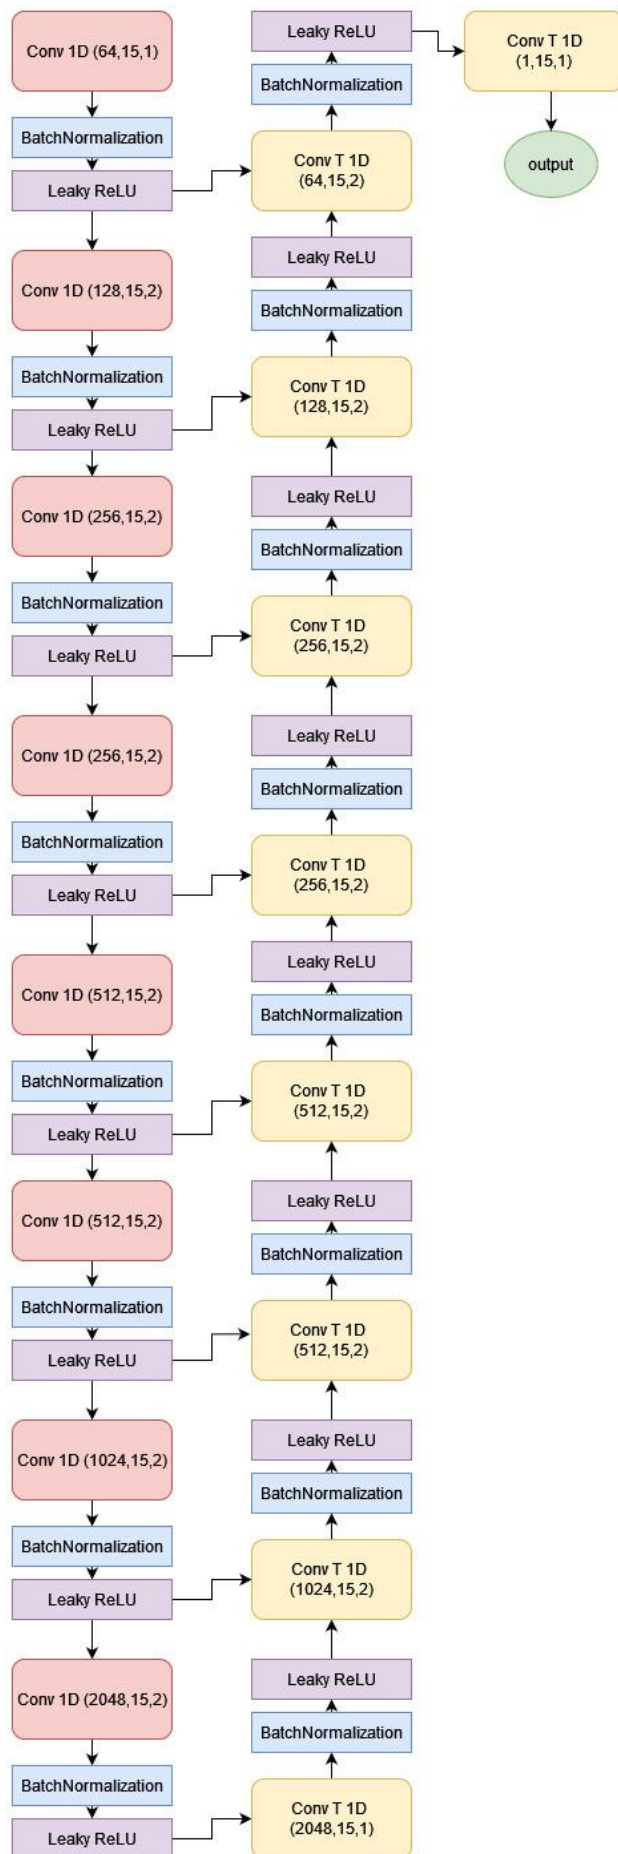 Conv 1D (64,15,1)
BatchNormalization
Leaky ReLU
Conv 1D (128,15,2)
BatchNormalization
Leaky ReLU
Conv 1D (256,15,2)
BatchNormalization
Leaky ReLU
Conv 1D (256,15,2)
BatchNormalization
Leaky ReLU
Conv 1D (512,15,2)
BatchNormalization
Leaky ReLU
Conv 1D (512,15,2)
BatchNormalization
Leaky ReLU
Conv 1D (1024,15,2)
BatchNormalization
Leaky ReLU
Conv 1D (2048,15,2)
BatchNormalization
Leaky ReLU
Leaky ReLU
BatchNormalization
Conv T 1D
(64,15,2)
Leaky ReLU
BatchNormalization
Conv T 1D
(128,15,2)
Leaky ReLU
BatchNormalization
Conv T 1D
(256,15,2)
Leaky ReLU
BatchNormalization
Conv T 1D
(256,15,2)
Leaky ReLU
BatchNormalization
Conv T 1D
(512,15,2)
Leaky ReLU
BatchNormalization
Conv T 1D
(512,15,2)
Leaky ReLU
BatchNormalization
Conv T 1D
(1024,15,2)
Leaky ReLU
BatchNormalization
Conv T 1D
(2048,15,1)
Conv T 1D
(1,15,1)
output